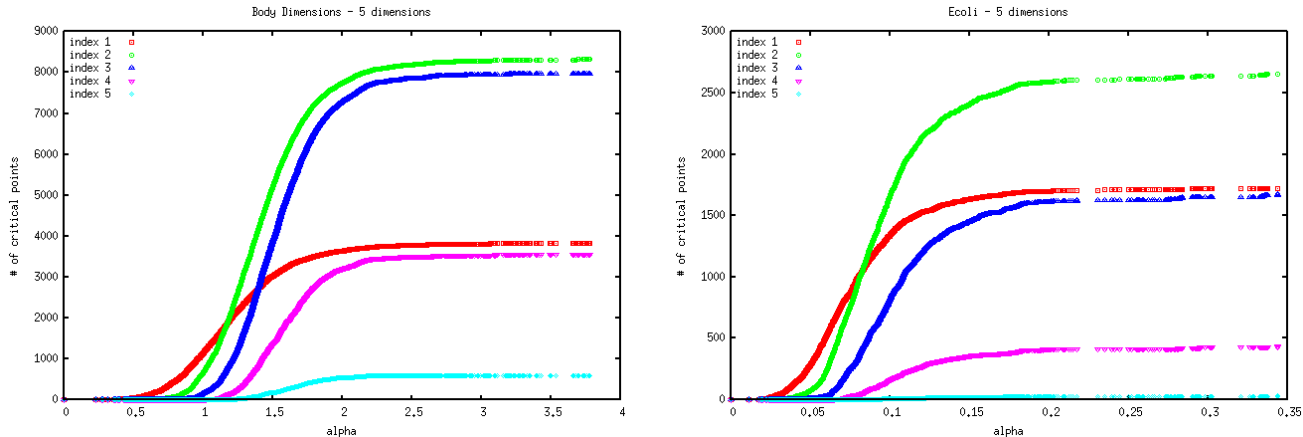 Body Dimensions - 5 dimensions
9000
8000
7000
6000
5000
4000
3000
2000
1000
0
# of critical points
index 1
index 2
index 3
index 4
index 5
0
0.5
1
1.5
2
2.5
3
3.5
4
alpha
Ecoli - 5 dimensions
3000
2500
2000
1500
1000
500
0
# of critical points
index 1
index 2
index 3
index 4
index 5
0
0.05
0.1
0.15
0.2
0.25
0.3
0.35
alpha